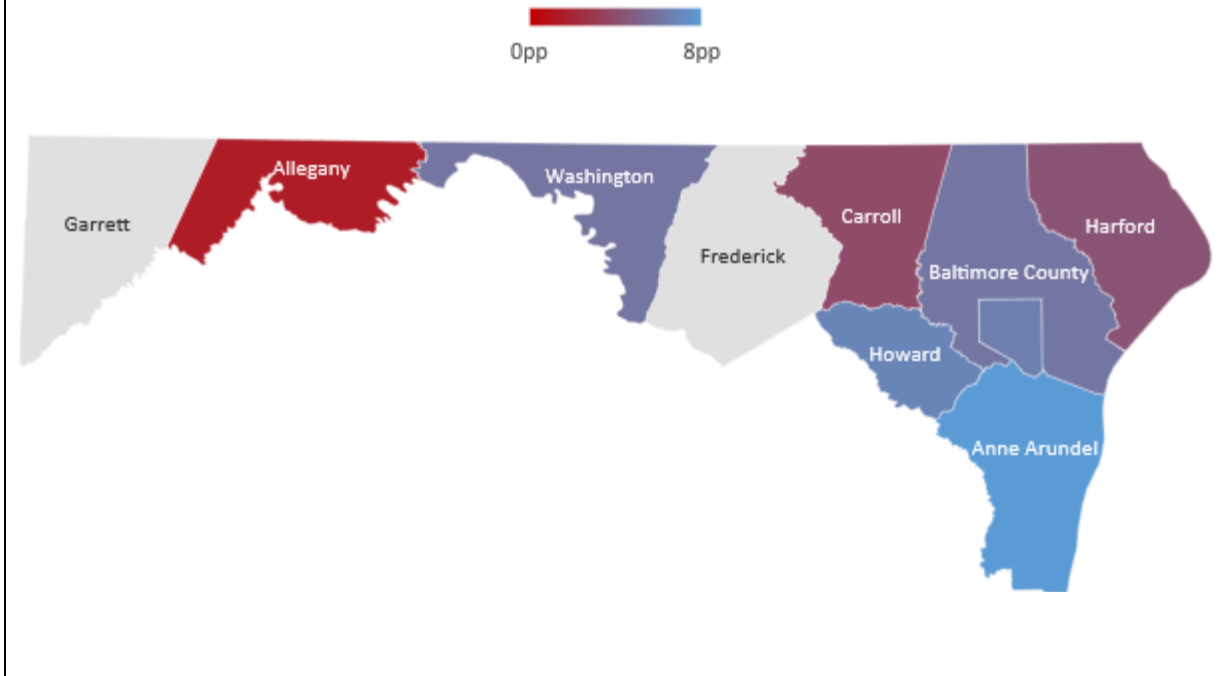 0pp 8pp
Allegany
Washington
Garrett
Carroll
Harford
Frederick
Baltimore County
Howard
Anne Arundel